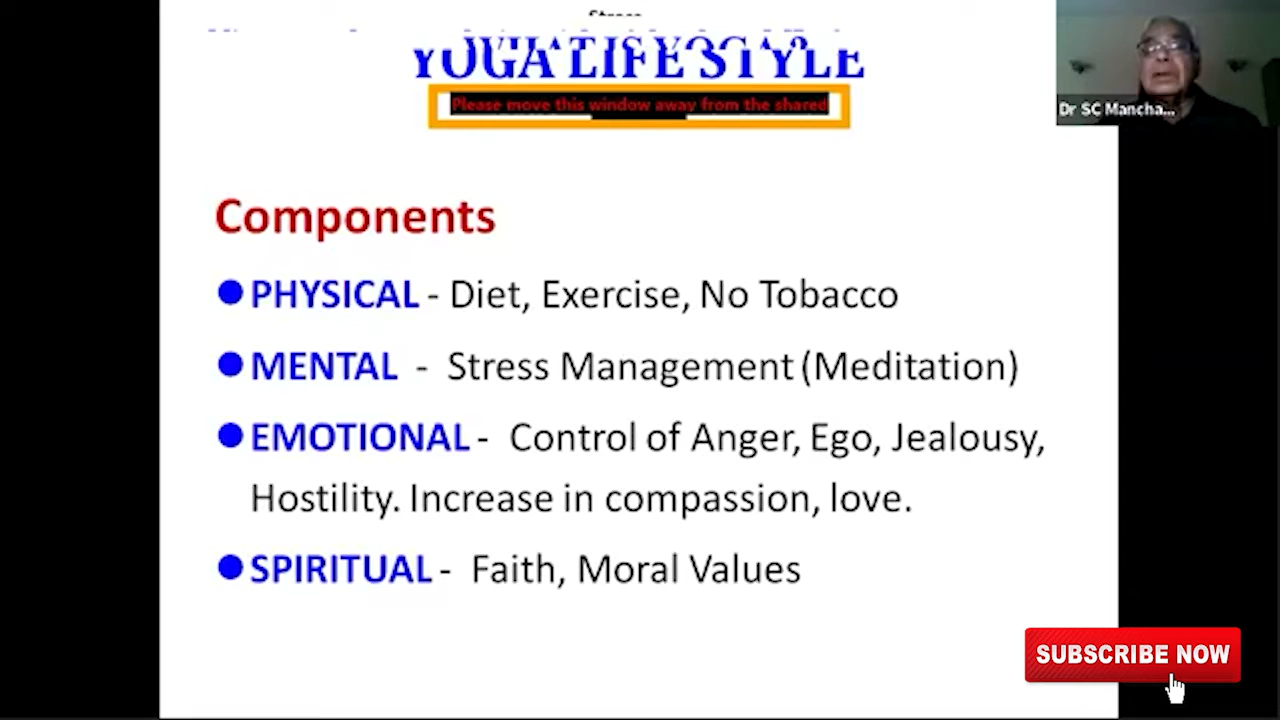 YOGA LIFE STYLE
Please move this window away from the shared
Dr SC Mancha...
Components
PHYSICAL - Diet, Exercise, No Tobacco
MENTAL - Stress Management (Meditation)
EMOTIONAL - Control of Anger, Ego, Jealousy,
Hostility. Increase in compassion, love.
SPIRITUAL - Faith, Moral Values
SUBSCRIBE NOW